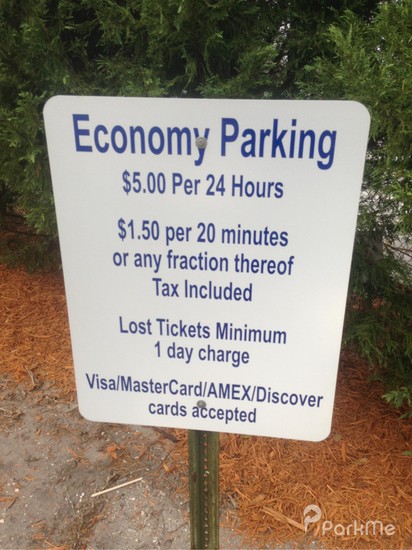 Economy Parking
$5.00 Per 24 Hours
$1.50 per 20 minutes
or any fraction thereof
Tax Included
Lost Tickets Minimum
1 day charge
Visa/MasterCard/AMEX/Discover
cards accepted
ParkMe